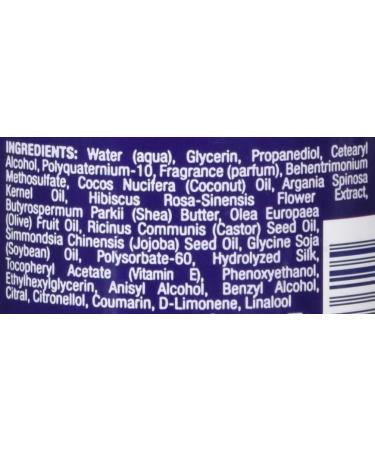 INGREDIENTS: Water (aqua), Glycerin, Propanediol, Cetearyl
Alcohol, Polyquaternium-10, Fragrance (parfum), Behentrimonium
Methosulfate, Cocos Nucifera (Coconut) Oil, Argania Spinosa
Kernel Oil, Hibiscus Rosa-Sinensis Flower Extract,
Butyrospermum Parkii (Shea) Butter, Olea Europaea
(Olive) Fruit Oil, Ricinus Communis (Castor) Seed Oil,
Simmondsia Chinensis (Jojoba) Seed Oil, Glycine Soja
(Soybean) Oil, Polysorbate-60, Hydrolyzed Silk,
Tocopheryl Acetate (Vitamin E), Phenoxyethanol,
Ethylhexylglycerin, Anisyl Alcohol, Benzyl Alcohol,
Citral, Citronellol, Coumarin, D-Limonene, Linalool